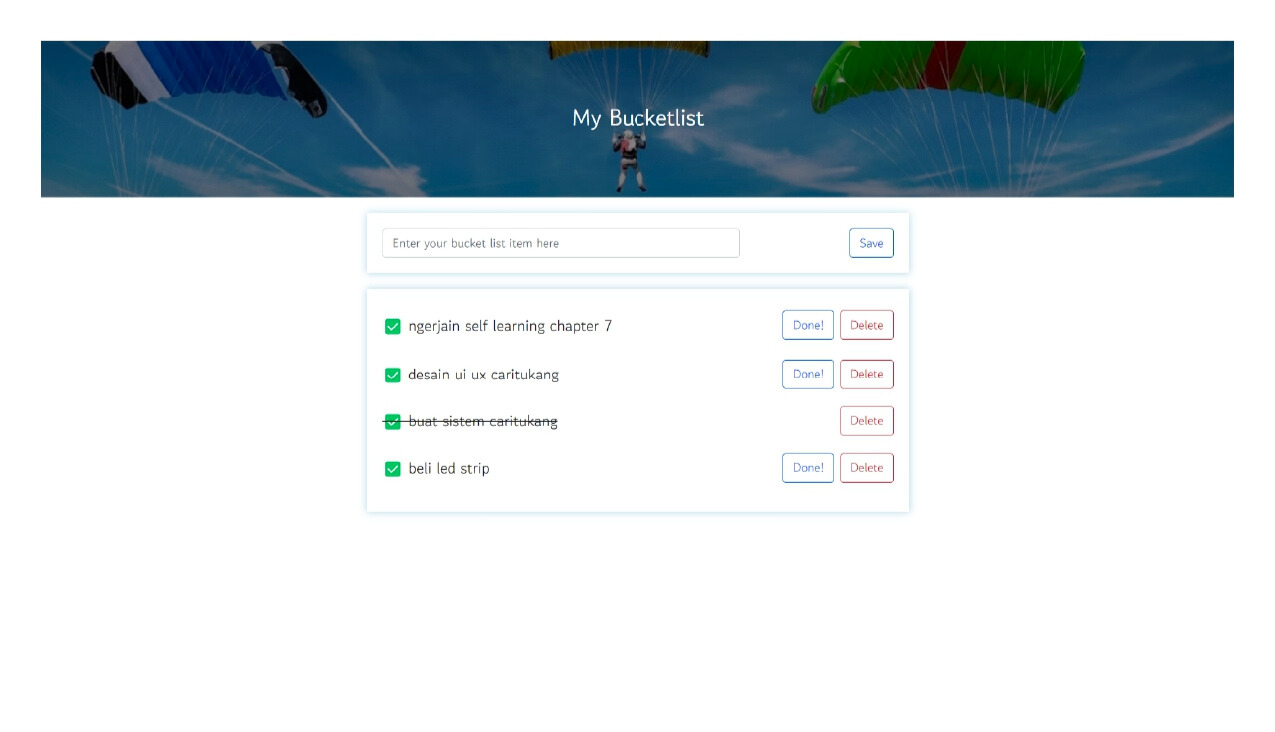 My Bucketlist
Enter your bucket list item here Save
✅ ngerjain self learning chapter 7 Done! Delete
✅ desain ui ux caritukang Done! Delete
✅ buat sistem caritukang Delete
✅ beli led strip Done! Delete